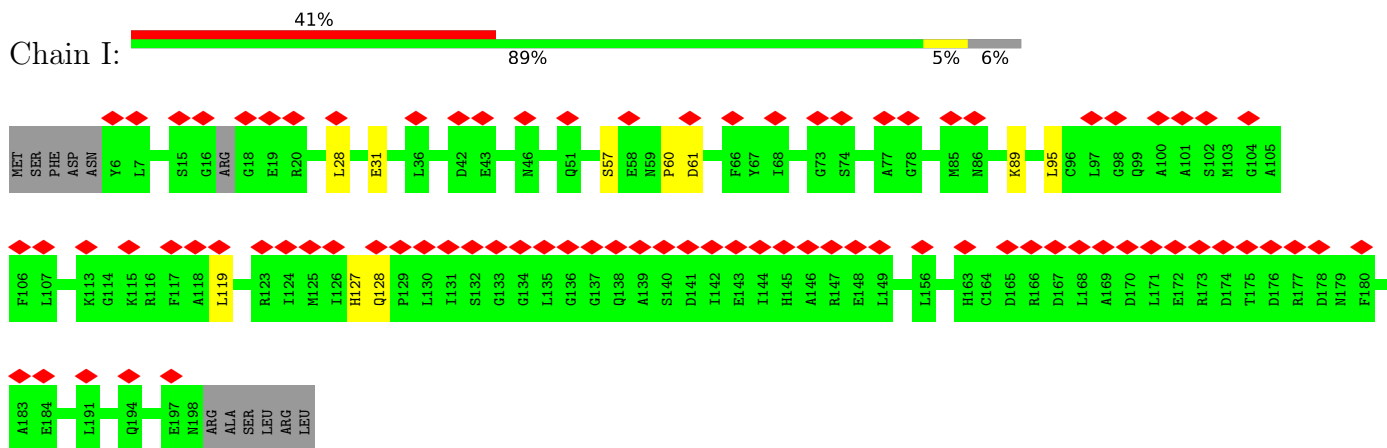 41%
Chain I:
89% 5% 6%
MET SER PHE ASP ASN Y6 L7 S15 G16 ARG G18 E19 R20 L28 E31 L36 D42 E43 N46 Q51 S57 E58 N59 P60 D61 F66 Y67 I68 G73 S74 A77 G78 M85 N86 K89 L95 C96 L97 G98 Q99 A100 A101 S102 M103 G104 A105
F106 L107 K113 G114 K115 R116 F117 A118 L119 R123 I124 M125 I126 H127 Q128 P129 L130 I131 S132 G133 G134 L135 G136 G137 Q138 A139 S140 D141 I142 E143 I144 H145 A146 R147 E148 L149 L156 H163 C164 D165 R166 D167 L168 A169 D170 L171 E172 R173 D174 T175 D176 R177 D178 N179 F180
A183 E184 L191 Q194 E197 N198 ARG ALA SER LEU ARG LEU